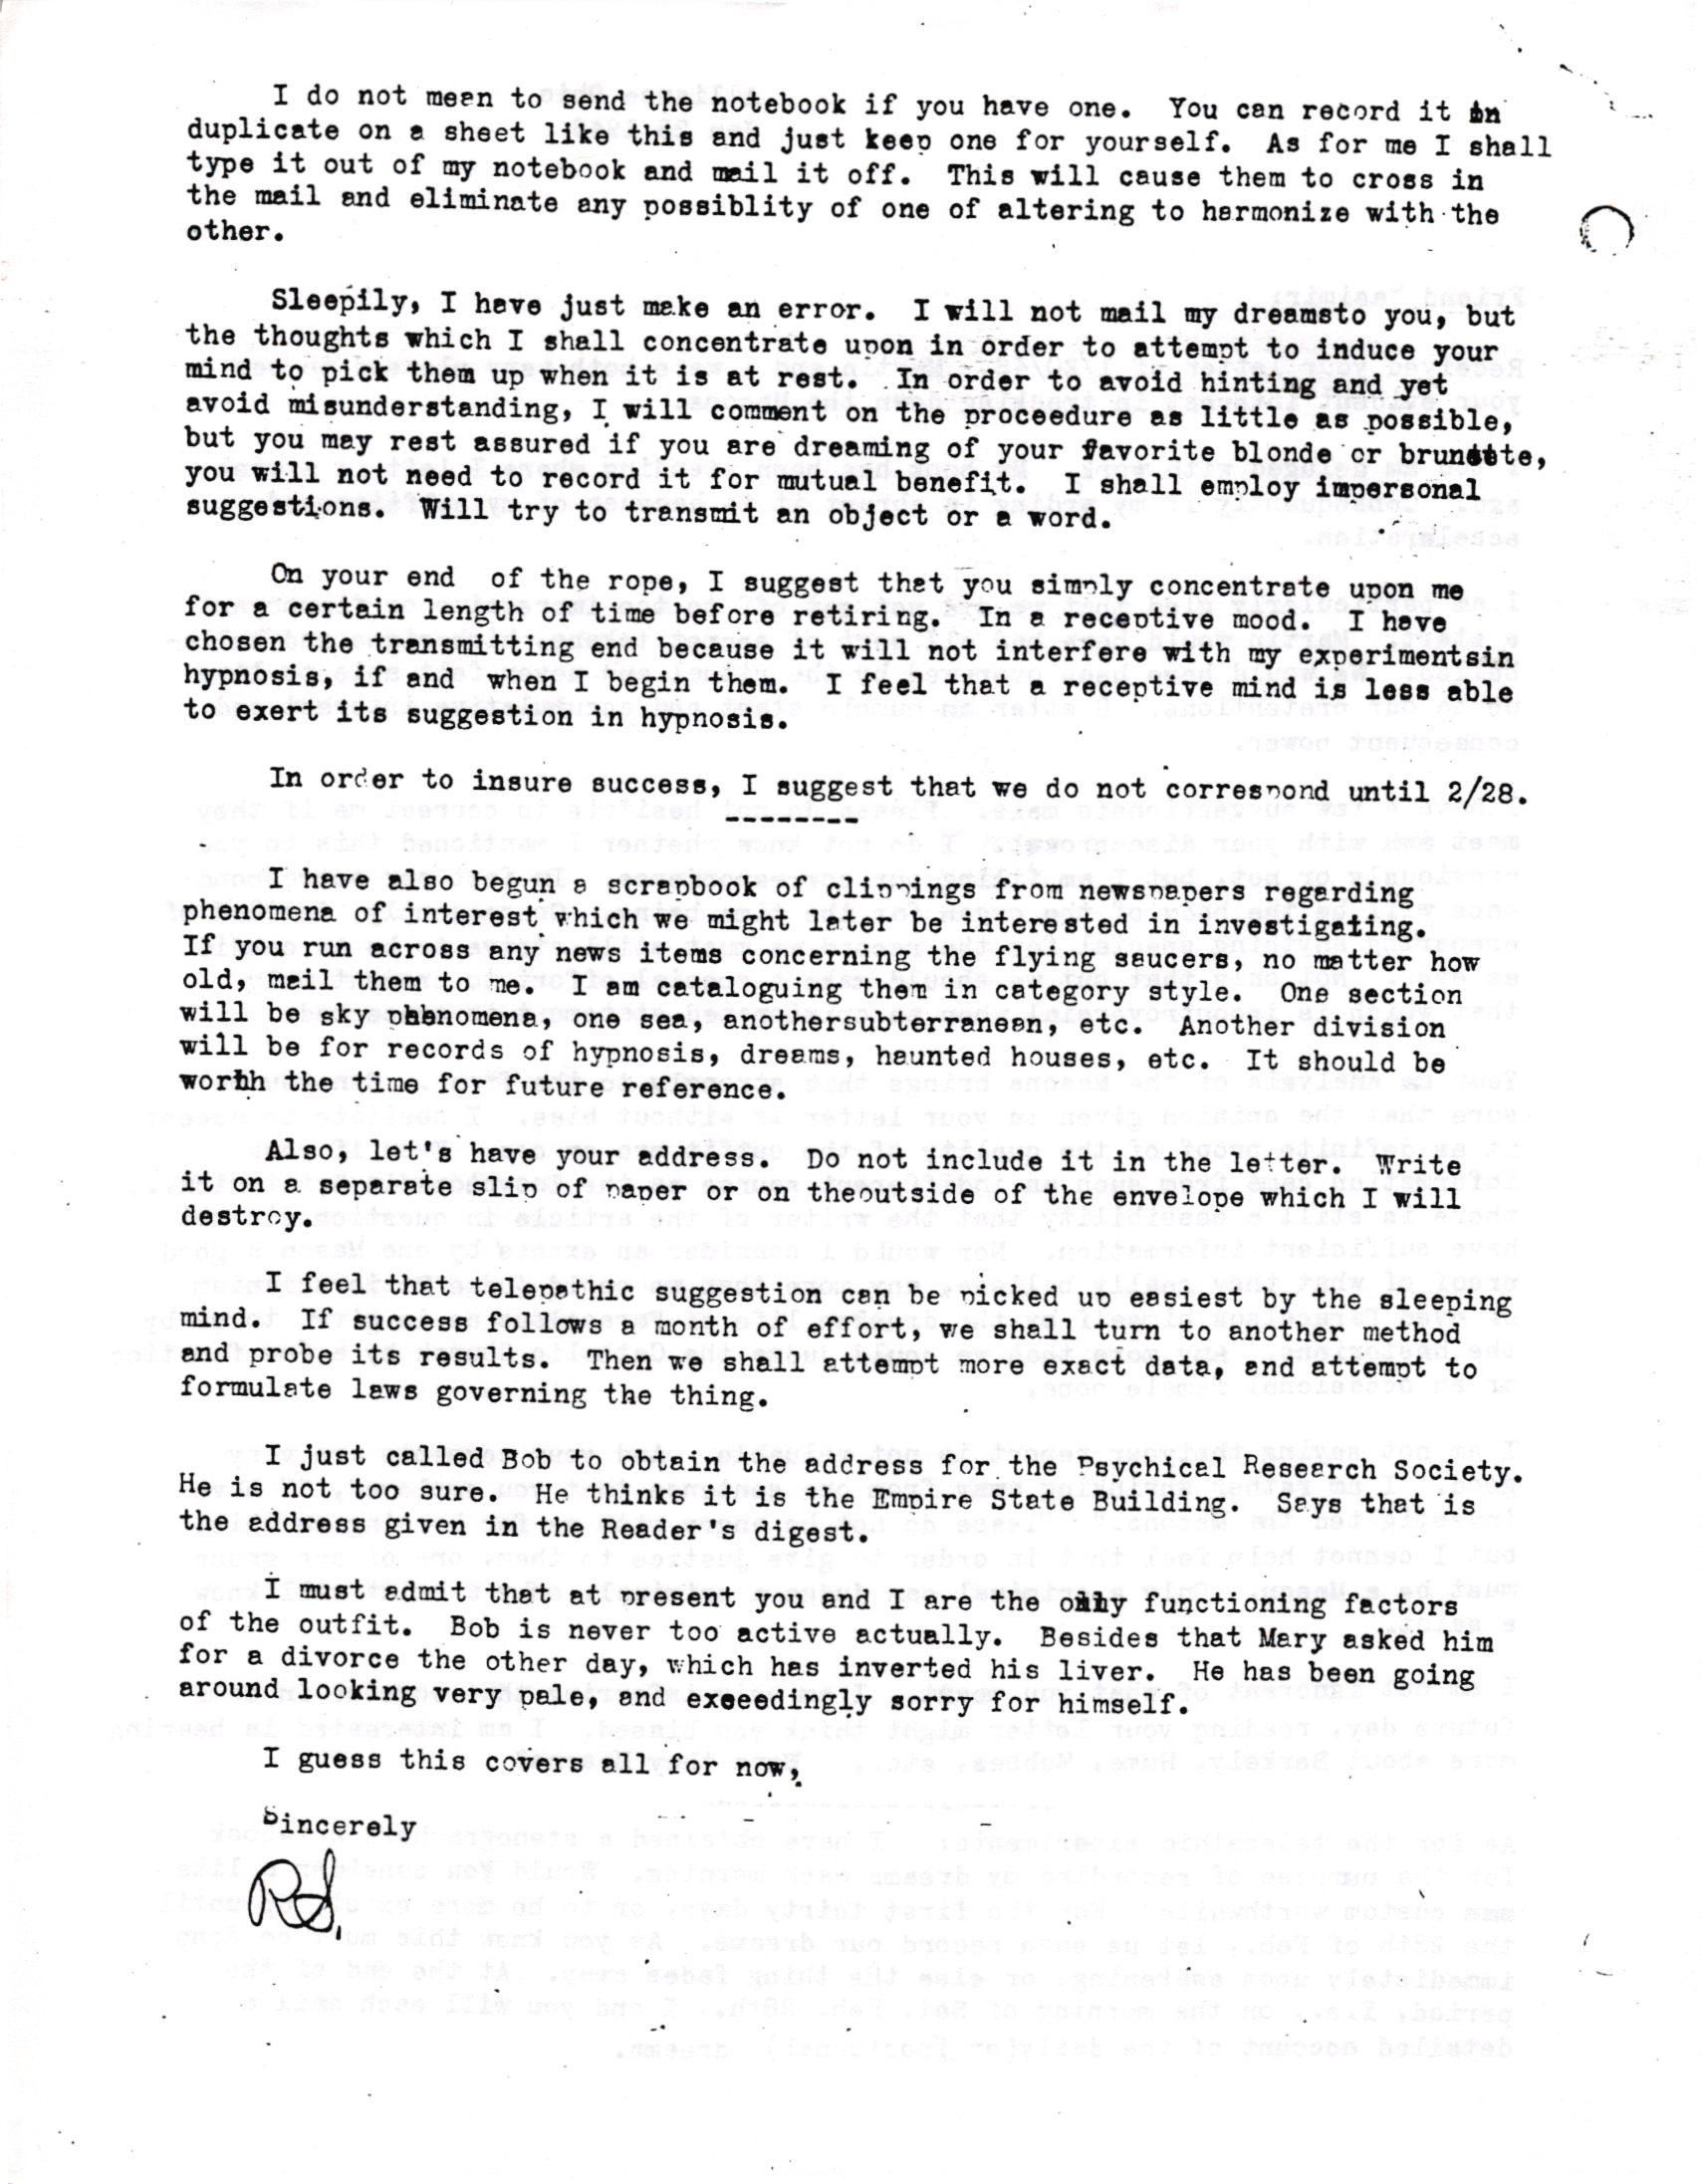 I do not meen to send the notebook if you have one. You can record it in
duplicate on a sheet like this and just keep one for yourself. As for me I shall
type it out of my notebook and mail it off. This will cause them to cross in
the mail and eliminate any possiblity of one of altering to harmonize with the
other.
Sleepily, I have just make an error. I will not mail my dreamsto you, but
the thoughts which I shall concentrate upon in order to attempt to induce your
mind to pick them up when it is at rest. In order to avoid hinting and yet
avoid misunderstanding, I will comment on the proceedure as little as possible,
but you may rest assured if you are dreaming of your favorite blonde or brunette,
you will not need to record it for mutual benefit. I shall employ impersonal
suggestions. Will try to transmit an object or a word.
On your end of the rope, I suggest that you simply concentrate upon me
for a certain length of time before retiring. In a receptive mood. I have
chosen the transmitting end because it will not interfere with my experimentsin
hypnosis, if and when I begin them. I feel that a receptive mind is less able
to exert its suggestion in hypnosis.
In order to insure success, I suggest that we do not correspond until 2/28.
--------
I have also begun a scrapbook of clippings from newspapers regarding
phenomena of interest which we might later be interested in investigating.
If you run across any news items concerning the flying saucers, no matter how
old, mail them to me. I am cataloguing them in category style. One section
will be sky phenomena, one sea, anothersubterranean, etc. Another division
will be for records of hypnosis, dreams, haunted houses, etc. It should be
worth the time for future reference.
Also, let's have your address. Do not include it in the letter. Write
it on a separate slip of paper or on theoutside of the envelope which I will
destroy.
I feel that telepathic suggestion can be picked up easiest by the sleeping
mind. If success follows a month of effort, we shall turn to another method
and probe its results. Then we shall attempt more exact data, and attempt to
formulate laws governing the thing.
I just called Bob to obtain the address for the Psychical Research Society.
He is not too sure. He thinks it is the Empire State Building. Says that is
the address given in the Reader's digest.
I must admit that at present you and I are the only functioning factors
of the outfit. Bob is never too active actually. Besides that Mary asked him
for a divorce the other day, which has inverted his liver. He has been going
around looking very pale, and exeeedingly sorry for himself.
I guess this covers all for now,
Sincerely
Rd.